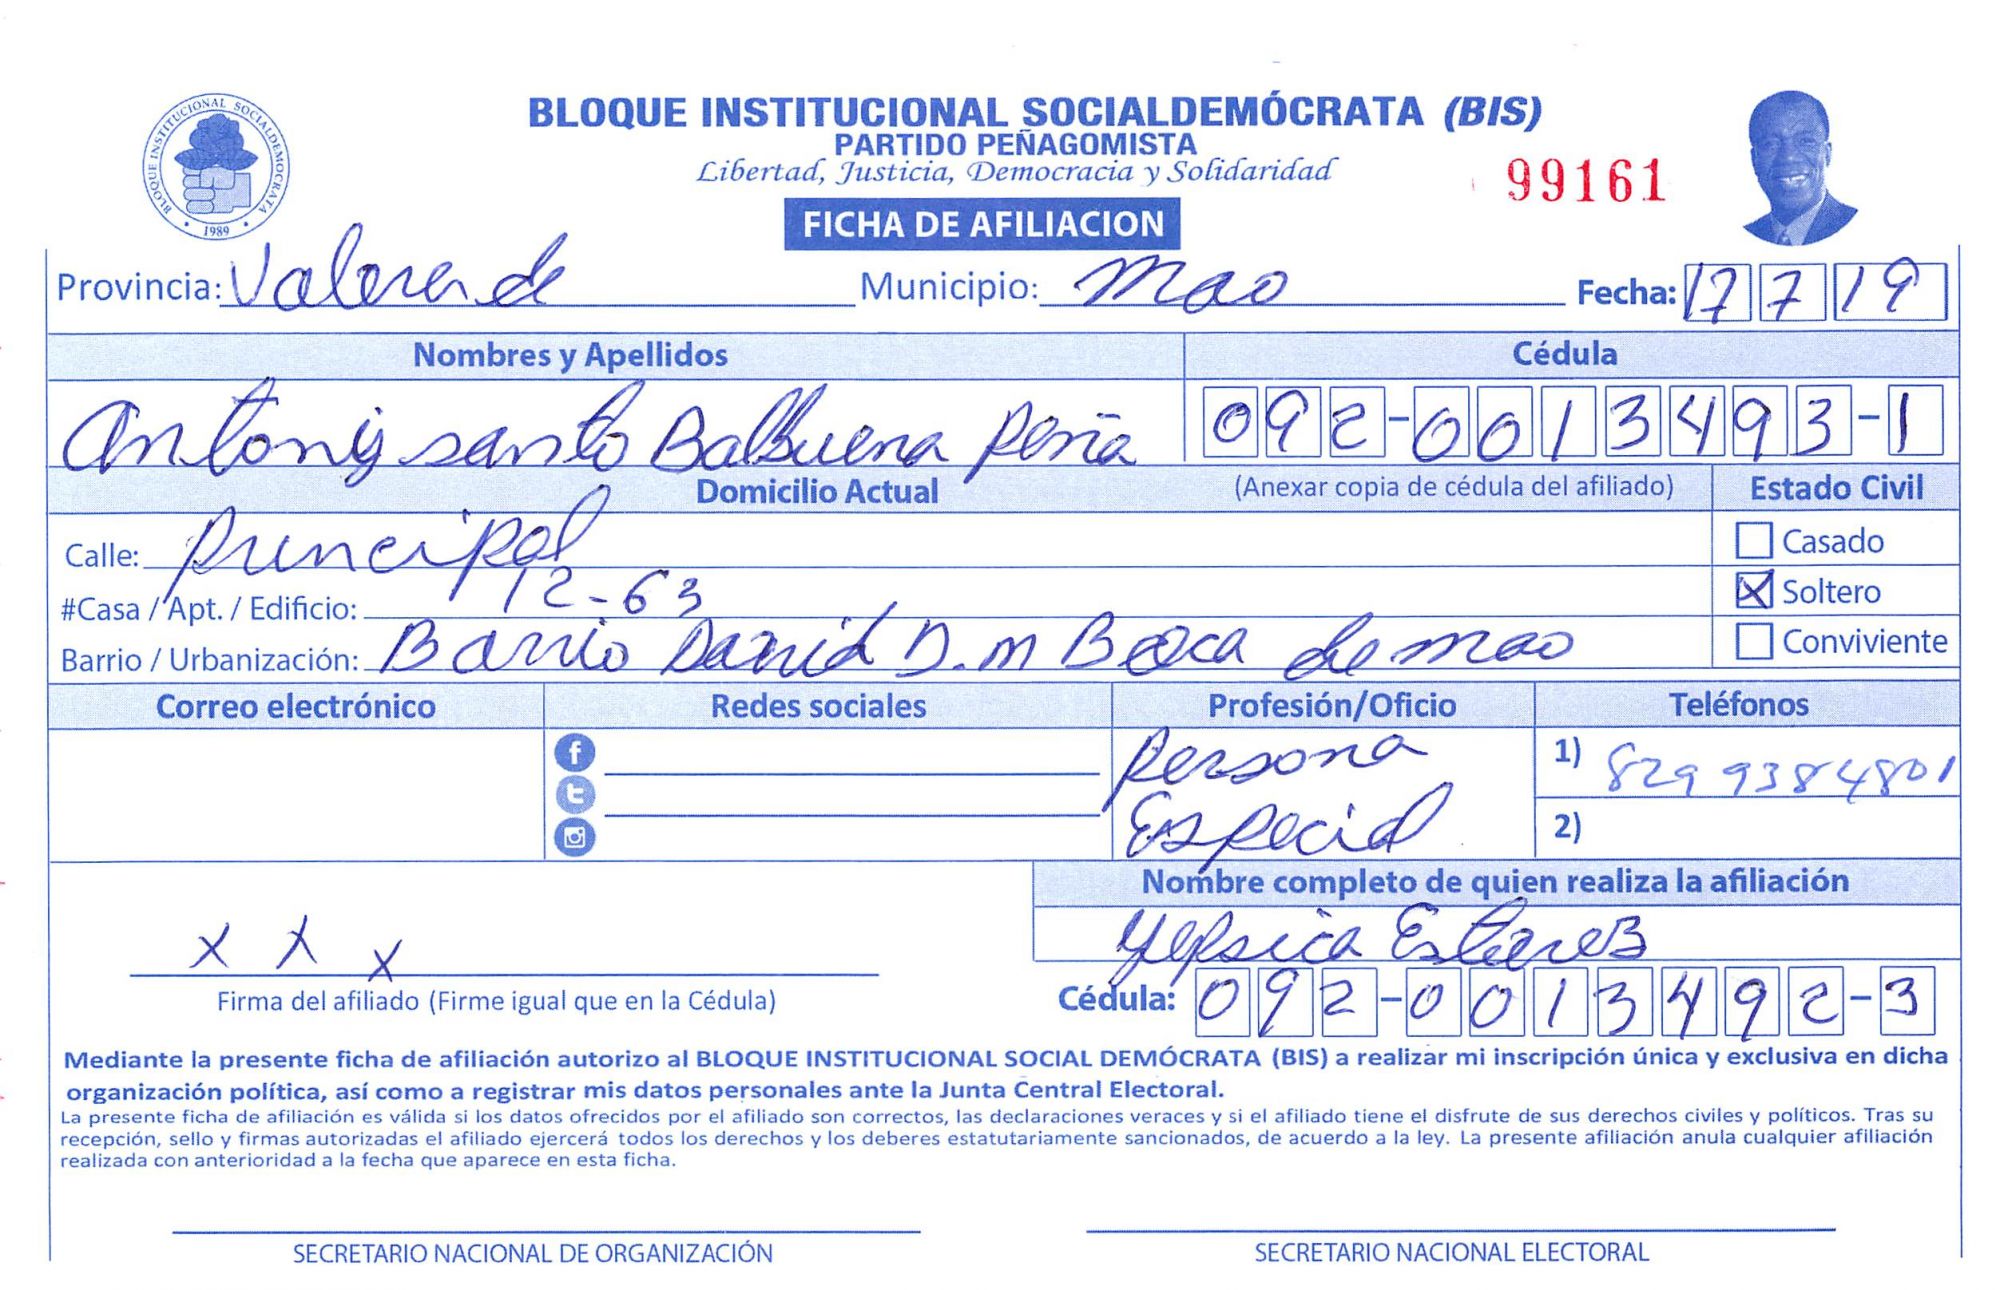 BLOQUE INSTITUCIONAL SOCIALDEMOCRATA
1989
BLOQUE INSTITUCIONAL SOCIALDEMÓCRATA (BIS)
PARTIDO PEÑAGOMISTA
Libertad, Justicia, Democracia y Solidaridad
99161
FICHA DE AFILIACION
Provincia: Valverde Municipio: Mao Fecha: 17 7 19
Nombres y Apellidos Cédula
Antoniy santo Balbuena Peña 092-0013493-1
Domicilio Actual (Anexar copia de cédula del afiliado) Estado Civil
Calle: Principal Casado
#Casa / Apt. / Edificio: 12-63 X Soltero
Barrio / Urbanización: Barrio David D.m Boca de mao Conviviente
Correo electrónico Redes sociales Profesión/Oficio Teléfonos
persona 1) 829 9384801
Especial 2)
Nombre completo de quien realiza la afiliación
x x x Yepsica Estevez
Firma del afiliado (Firme igual que en la Cédula) Cédula: 092-0013492-3
Mediante la presente ficha de afiliación autorizo al BLOQUE INSTITUCIONAL SOCIAL DEMÓCRATA (BIS) a realizar mi inscripción única y exclusiva en dicha
organización política, así como a registrar mis datos personales ante la Junta Central Electoral.
La presente ficha de afiliación es válida si los datos ofrecidos por el afiliado son correctos, las declaraciones veraces y si el afiliado tiene el disfrute de sus derechos civiles y políticos. Tras su
recepción, sello y firmas autorizadas el afiliado ejercerá todos los derechos y los deberes estatutariamente sancionados, de acuerdo a la ley. La presente afiliación anula cualquier afiliación
realizada con anterioridad a la fecha que aparece en esta ficha.
SECRETARIO NACIONAL DE ORGANIZACIÓN SECRETARIO NACIONAL ELECTORAL